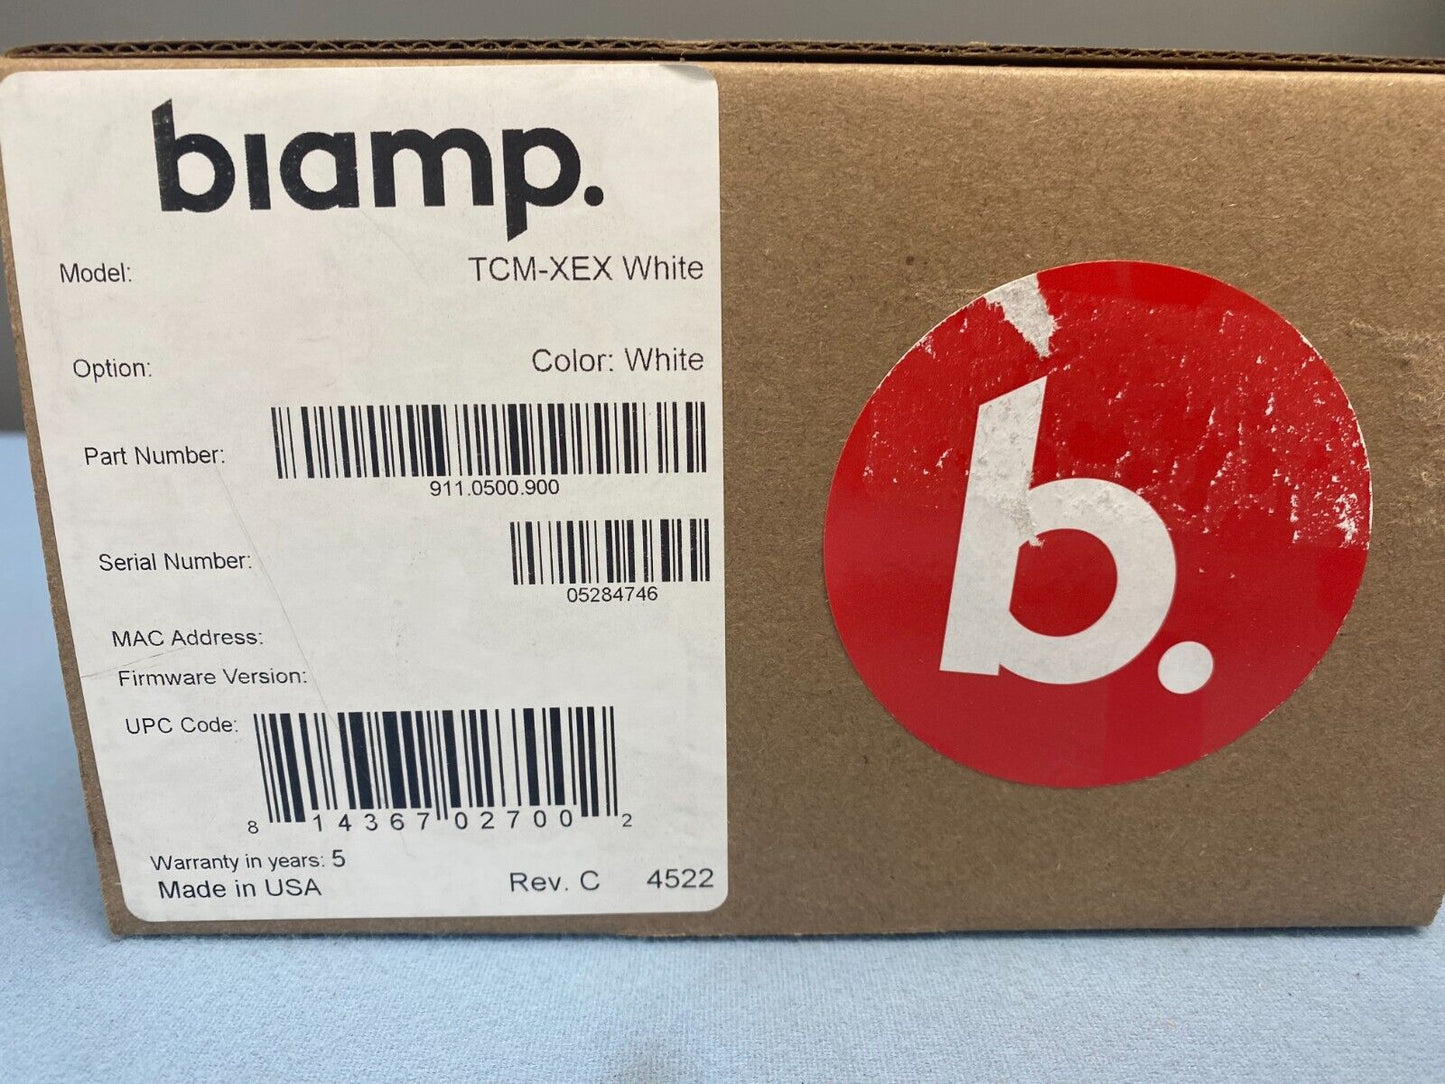 biamp.
Model: TCM-XEX White
Option: Color: White
Part Number:
911.0500.900
Serial Number:
05284746
MAC Address:
Firmware Version:
UPC Code:
8 14367 02700 2
Warranty in years: 5
Made in USA Rev. C 4522
b.